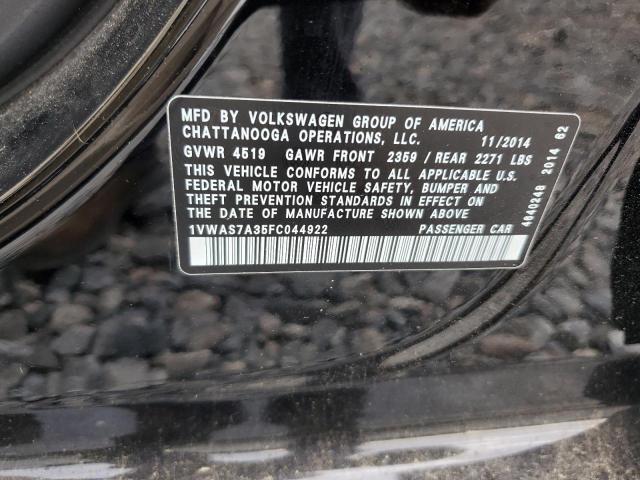 MFD BY VOLKSWAGEN GROUP OF AMERICA
CHATTANOOGA OPERATIONS, LLC. 11/2014
GVWR 4519 GAWR FRONT 2359 / REAR 2271 LBS
THIS VEHICLE CONFORMS TO ALL APPLICABLE U.S.
FEDERAL MOTOR VEHICLE SAFETY, BUMPER AND
THEFT PREVENTION STANDARDS IN EFFECT ON
THE DATE OF MANUFACTURE SHOWN ABOVE
1VWAS7A35FC044922 PASSENGER CAR
4840248 2014 62